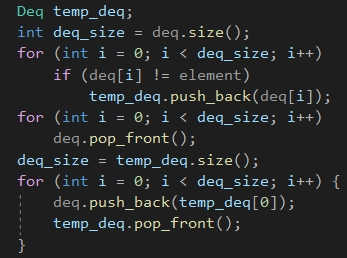 Deq temp_deq;
int deq_size = deq.size();
for (int i = 0; i < deq_size; i++)
    if (deq[i] != element)
        temp_deq.push_back(deq[i]);
for (int i = 0; i < deq_size; i++)
    deq.pop_front();
deq_size = temp_deq.size();
for (int i = 0; i < deq_size; i++) {
    deq.push_back(temp_deq[0]);
    temp_deq.pop_front();
}